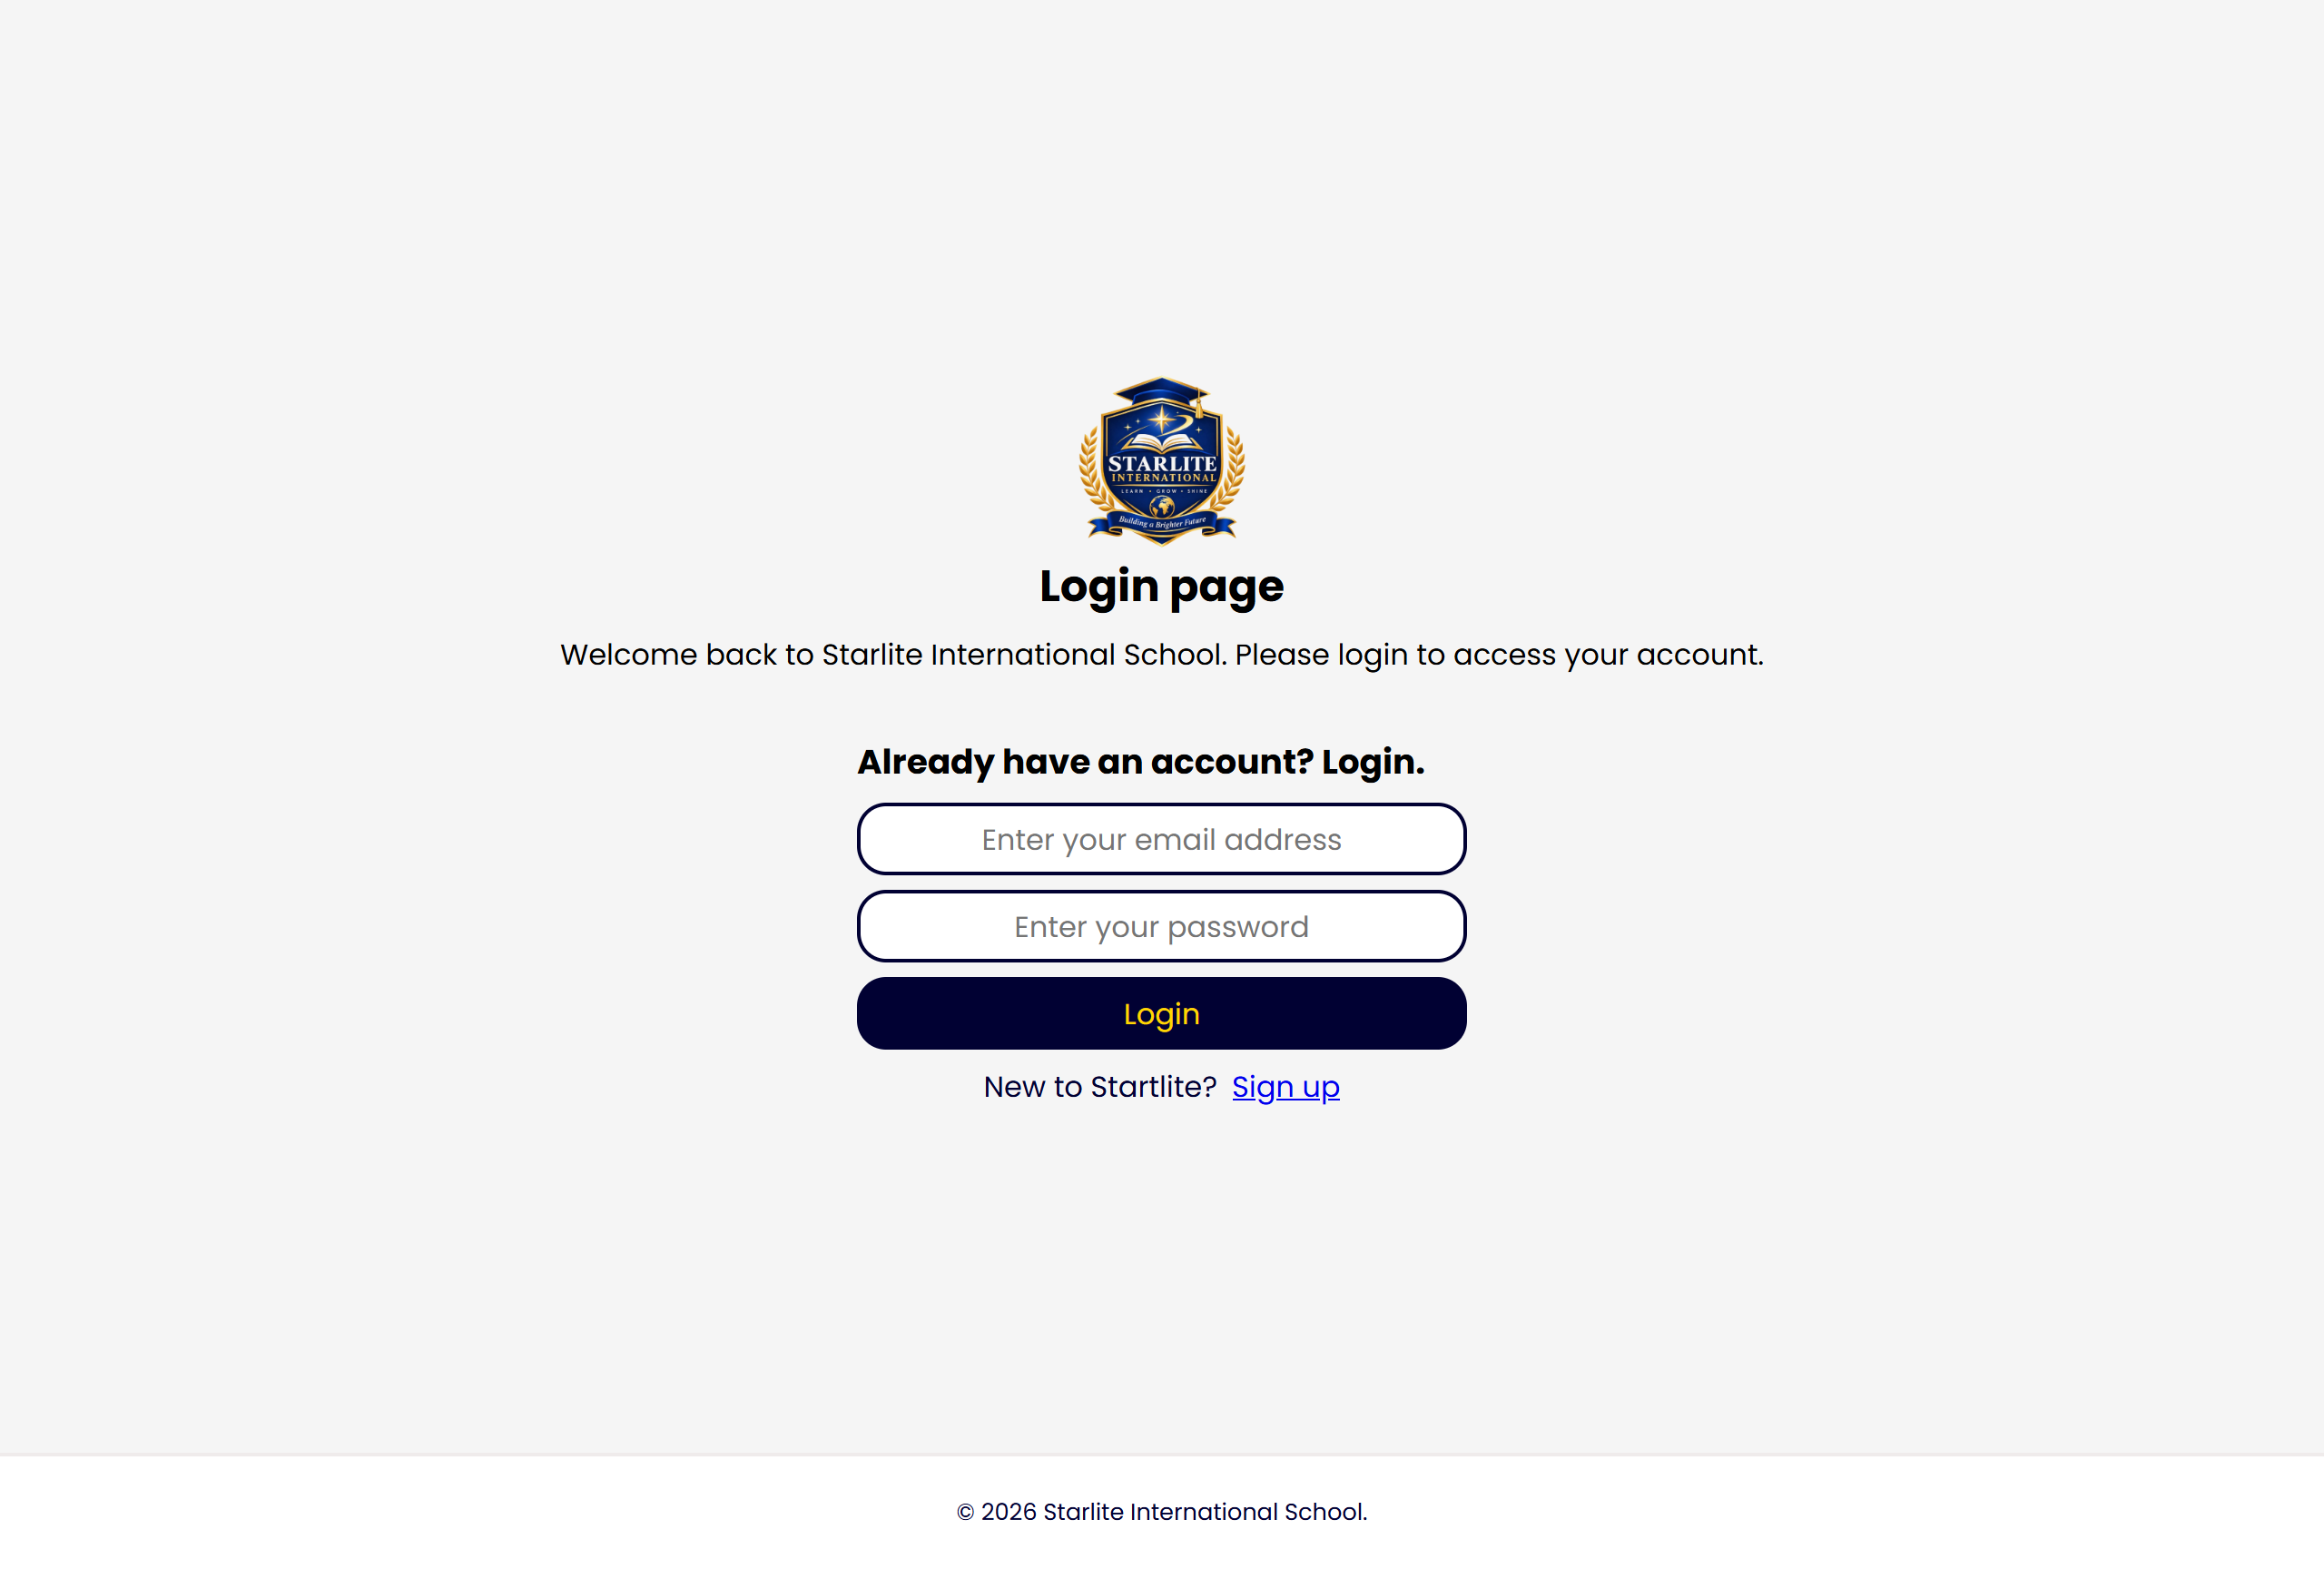 STARLITE
INTERNATIONAL
LEARN • GROW • SHINE
Building a Brighter Future
Login page
Welcome back to Starlite International School. Please login to access your account.
Already have an account? Login.
Enter your email address
Enter your password
Login
New to Startlite? Sign up
© 2026 Starlite International School.